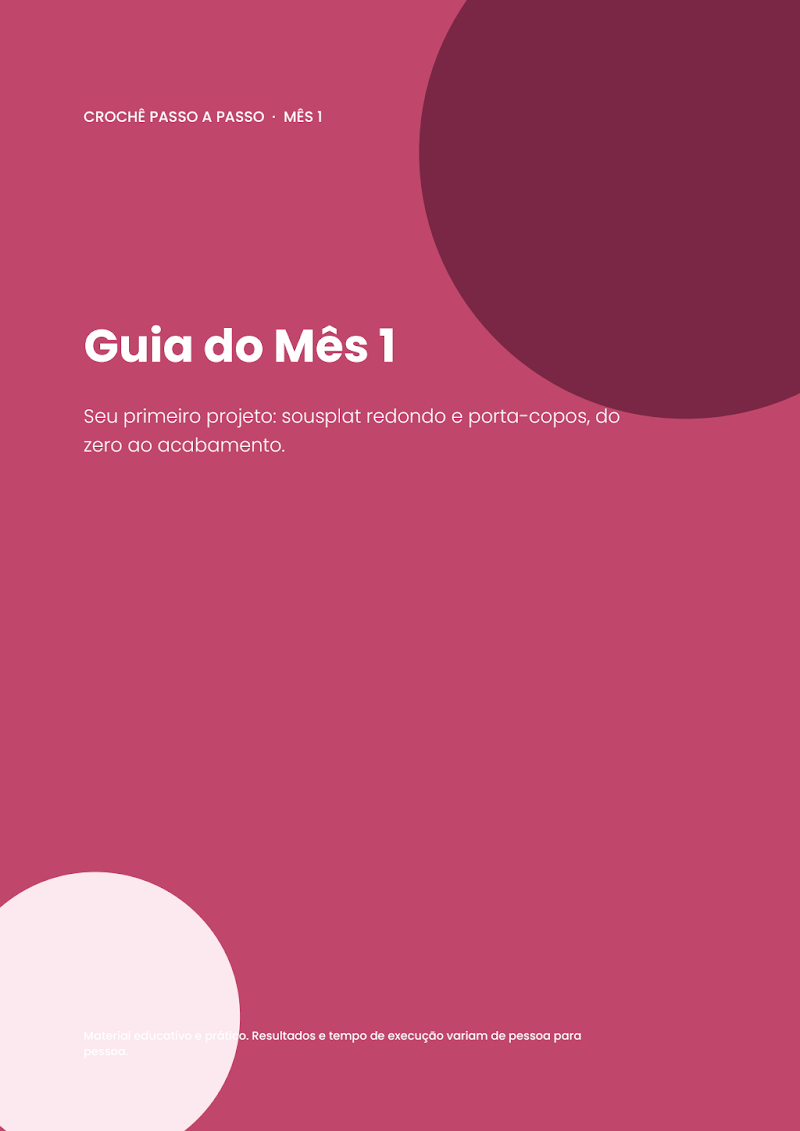 CROCHÊ PASSO A PASSO · MÊS 1
Guia do Mês 1
Seu primeiro projeto: sousplat redondo e porta-copos, do
zero ao acabamento.
Material educativo e prático. Resultados e tempo de execução variam de pessoa para
pessoa.